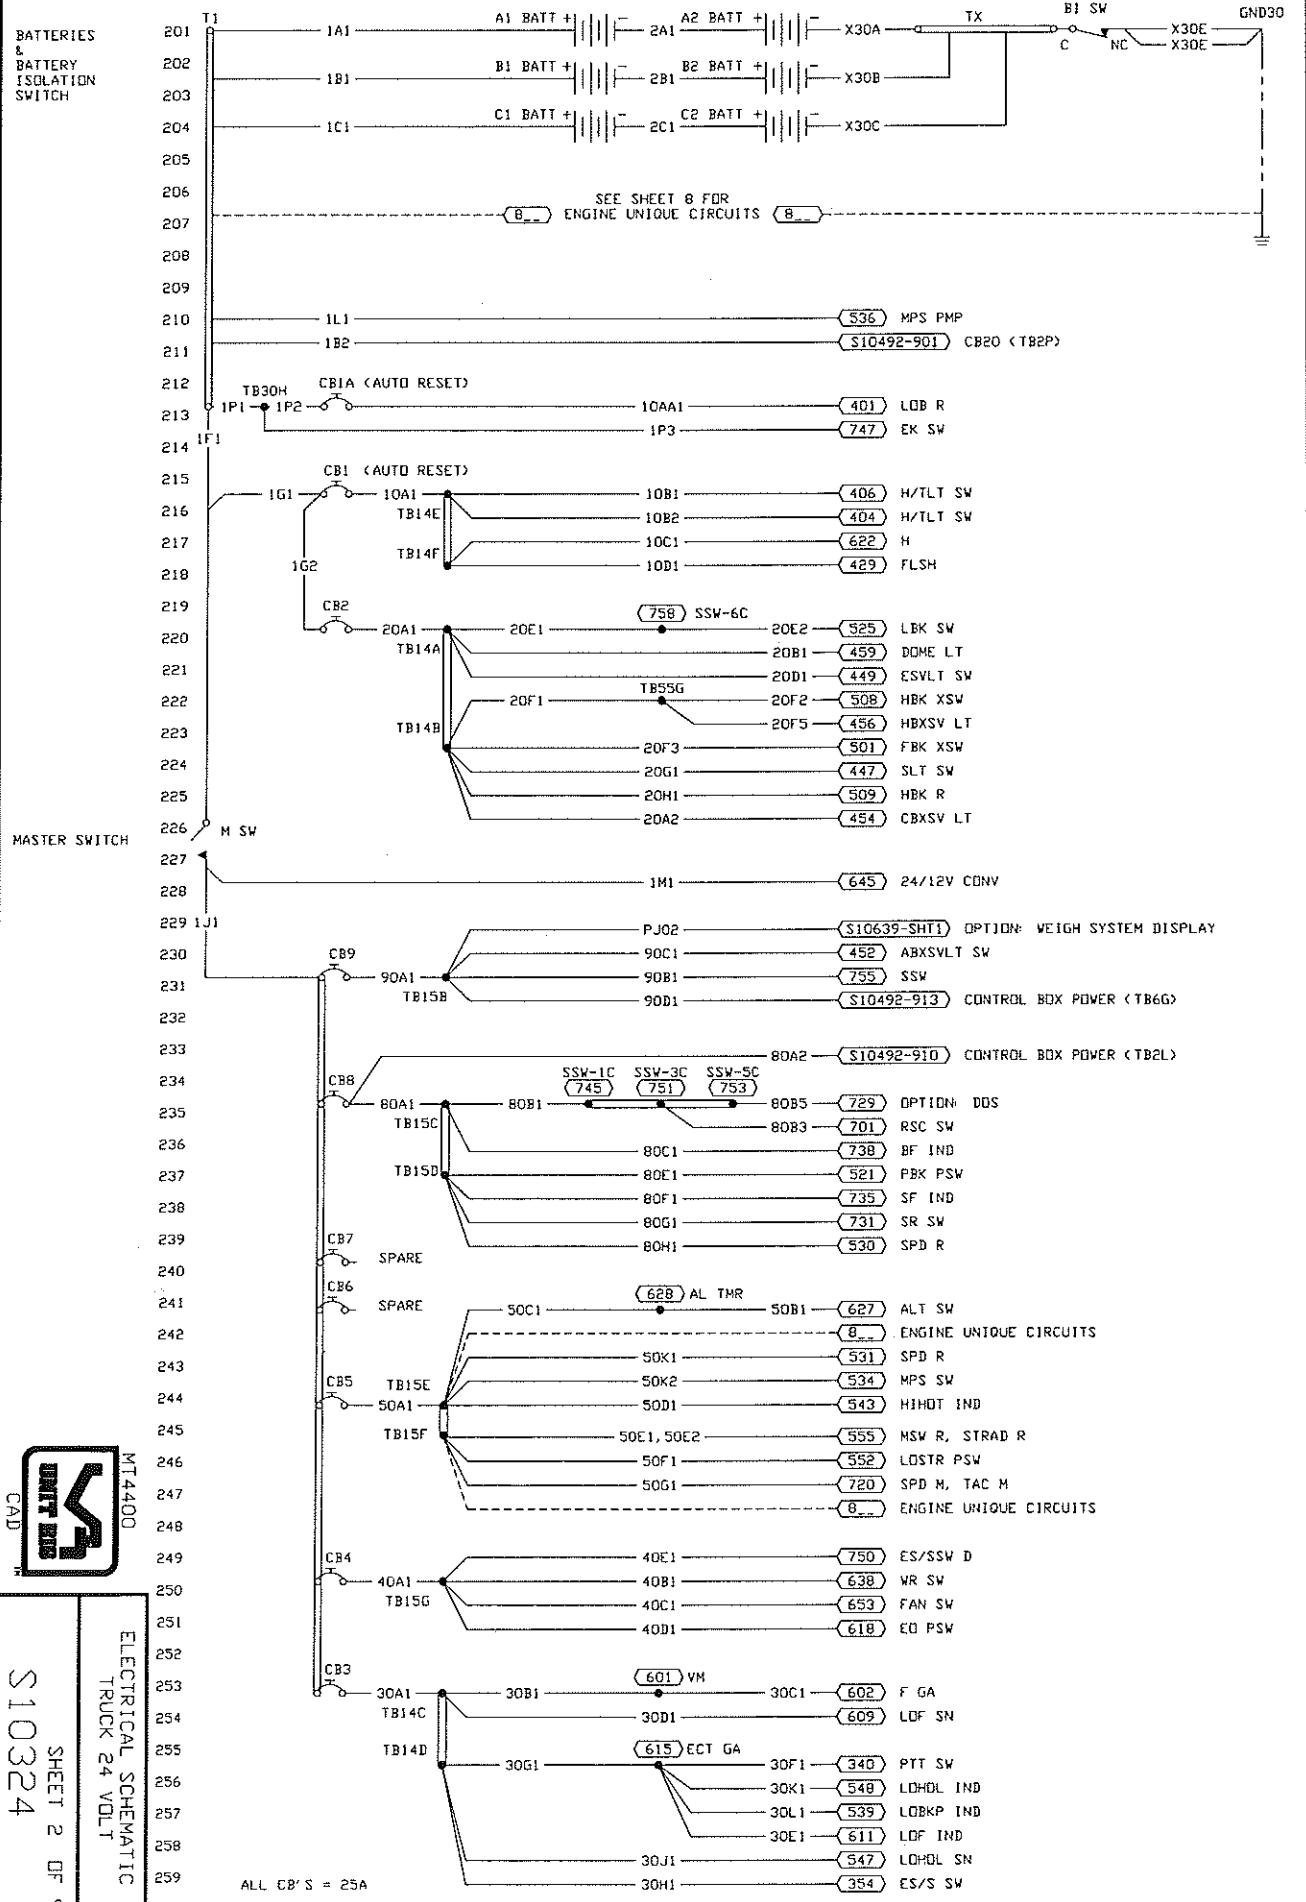 BATTERIES
&
BATTERY
ISOLATION
SWITCH
T1
B1 SW
GND30
201 1A1 A1 BATT + - 2A1 A2 BATT + - X30A TX C NC X30E
X30E
202 1B1 B1 BATT + - 2B1 B2 BATT + - X30B
203
204 1C1 C1 BATT + - 2C1 C2 BATT + - X30C
205
206
SEE SHEET 8 FOR
8__ ENGINE UNIQUE CIRCUITS 8__
207
208
209
210 1L1 536 MPS PMP
211 1B2 S10492-901 CB20 (TB2P)
212 TB30H CB1A (AUTO RESET)
213 1P1 1P2 10AA1 401 LOB R
1P3 747 EK SW
214 1F1
215 CB1 (AUTO RESET)
1G1 10A1 10B1 406 H/TLT SW
216 TB14E 10B2 404 H/TLT SW
217 10C1 622 H
TB14F
218 1G2 10D1 429 FLSH
219 CB2 758 SSW-6C
220 20A1 20E1 20E2 525 LBK SW
TB14A 20B1 459 DOME LT
221 20D1 449 ESVLT SW
TB55G
222 20F1 20F2 508 HBK XSW
223 TB14B 20F5 456 HBXSV LT
20F3 501 FBK XSW
224 20G1 447 SLT SW
225 20H1 509 HBK R
226 M SW 20A2 454 CBXSV LT
MASTER SWITCH
227
228 1M1 645 24/12V CONV
229 1J1 PJ02 S10639-SHT1 OPTION: WEIGH SYSTEM DISPLAY
230 CB9 90C1 452 ABXSVLT SW
231 90A1 90B1 755 SSW
TB15B 90D1 S10492-913 CONTROL BOX POWER (TB6G)
232
233 80A2 S10492-910 CONTROL BOX POWER (TB2L)
234 CB8 SSW-1C SSW-3C SSW-5C
745 751 753
235 80A1 80B1 80B5 729 OPTION: DDS
TB15C 80B3 701 RSC SW
236 80C1 738 BF IND
237 TB15D 80E1 521 PBK PSW
238 80F1 735 SF IND
80G1 731 SR SW
239 CB7 80H1 530 SPD R
SPARE
240
CB6 628 AL TMR
241 SPARE 50C1 50B1 627 ALT SW
242 8__ ENGINE UNIQUE CIRCUITS
243 50K1 531 SPD R
CB5 TB15E 50K2 534 MPS SW
244 50A1 50D1 543 HIHOT IND
245 TB15F 50E1,50E2 555 MSW R, STRAD R
246 50F1 552 LOSTR PSW
247 50G1 720 SPD M, TAC M
8__ ENGINE UNIQUE CIRCUITS
248
249 CB4 40E1 750 ES/SSW D
250 40A1 40B1 638 WR SW
TB15G 40C1 653 FAN SW
251 40D1 618 EO PSW
252
253 CB3 601 VM
30A1 30B1 30C1 602 F GA
254 TB14C 30D1 609 LOF SN
255 TB14D 615 ECT GA
30G1 30F1 340 PTT SW
256 30K1 548 LOHOL IND
257 30L1 539 LOBKP IND
30E1 611 LOF IND
258 30J1 547 LOHOL SN
259 30H1 354 ES/S SW
ALL CB'S = 25A
MT4400
UNIT RIG
CAD
TM
ELECTRICAL SCHEMATIC
TRUCK 24 VOLT
SHEET 2 OF
S10324